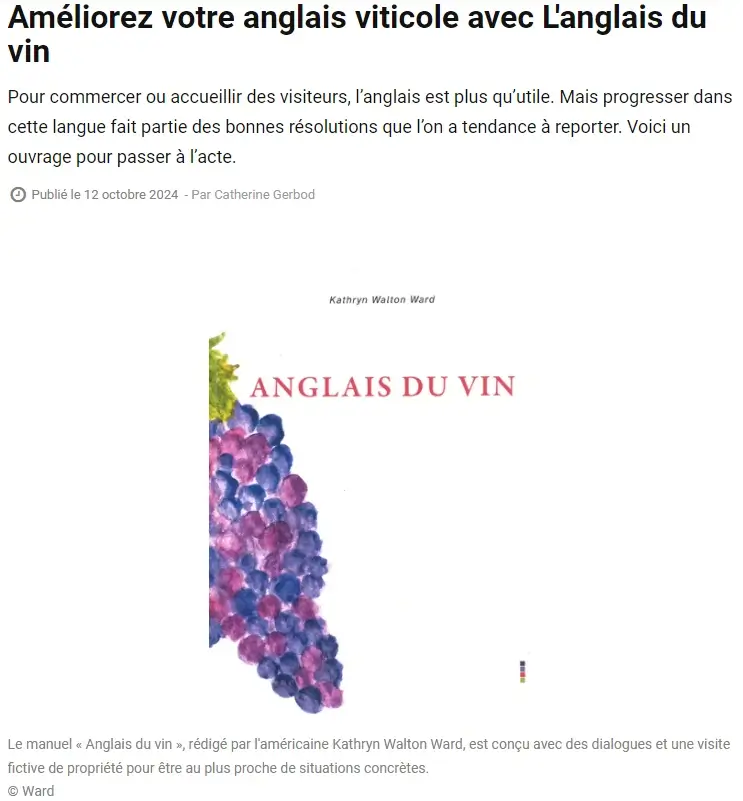 Améliorez votre anglais viticole avec L'anglais du
vin
Pour commercer ou accueillir des visiteurs, l’anglais est plus qu’utile. Mais progresser dans
cette langue fait partie des bonnes résolutions que l’on a tendance à reporter. Voici un
ouvrage pour passer à l’acte.
Publié le 12 octobre 2024 - Par Catherine Gerbod
Kathryn Walton Ward
ANGLAIS DU VIN
Le manuel « Anglais du vin », rédigé par l'américaine Kathryn Walton Ward, est conçu avec des dialogues et une visite
fictive de propriété pour être au plus proche de situations concrètes.
© Ward